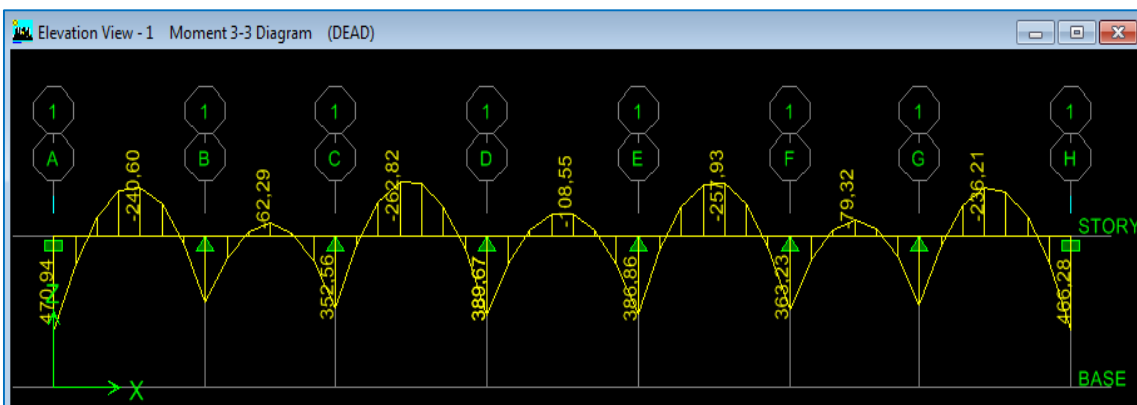 Elevation View - 1 Moment 3-3 Diagram (DEAD)
1 1 1 1 1 1 1 1
A B C D E F G H
-240,60 -62,29 -262,82 -108,55 -257,93 -79,32 -236,21
STORY
470,94 352,56 389,67 386,86 363,23 466,28
X
BASE